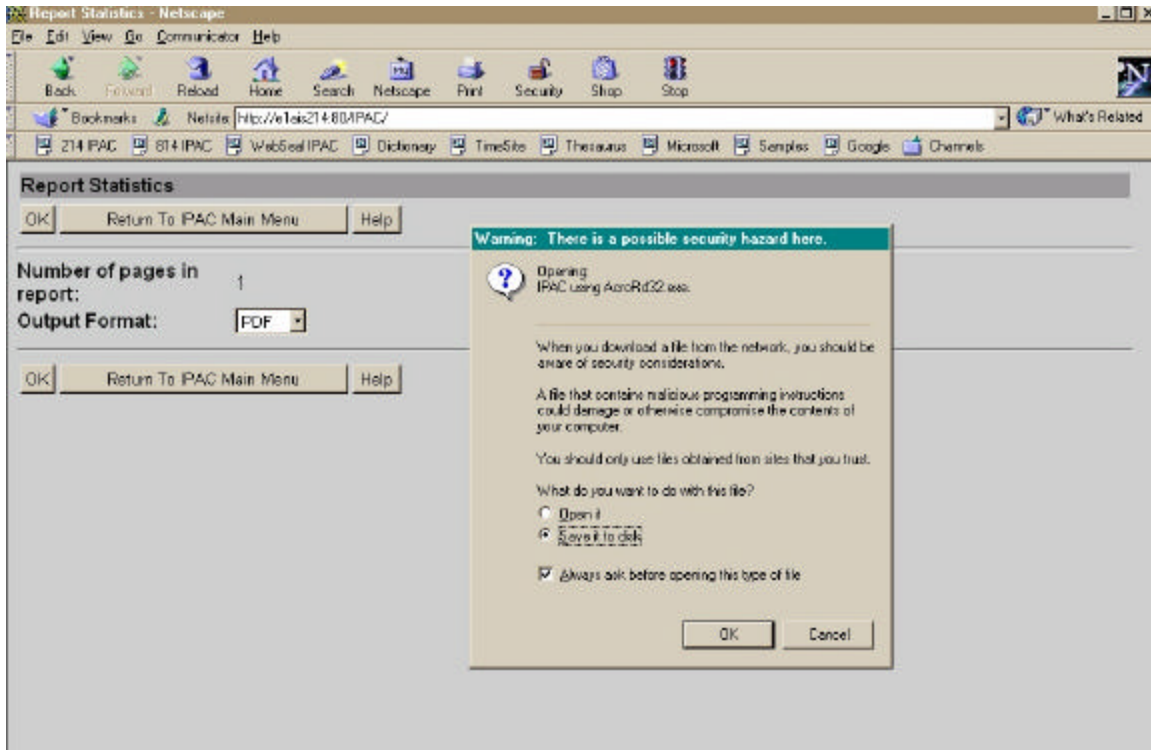 Report Statistics - Netscape
File Edit View Go Communicator Help
Back Forward Reload Home Search Netscape Print Security Shop Stop
Bookmarks Netsite: http://e1ais214:80/IPAC/ What's Related
214 IPAC 814 IPAC WebSeal IPAC Dictionary TimeSite Thesaurus Microsoft Samples Google Channels
Report Statistics
OK Return To IPAC Main Menu Help
Number of pages in
report: 1
Output Format: PDF
OK Return To IPAC Main Menu Help
Warning: There is a possible security hazard here.
Opening:
IPAC using AcroRd32.exe.
When you download a file from the network, you should be
aware of security considerations.
A file that contains malicious programming instructions
could damage or otherwise compromise the contents of
your computer.
You should only use files obtained from sites that you trust.
What do you want to do with this file?
Open it
Save it to disk
Always ask before opening this type of file
OK Cancel